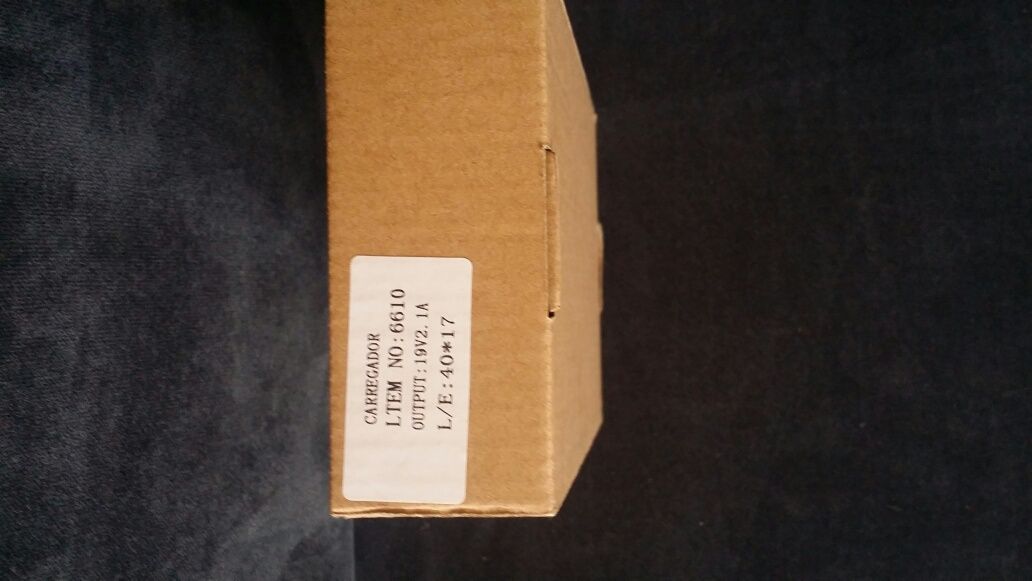 CARREGADOR
LTEM NO:6610
OUTPUT:19V2.1A
L/E:40*17